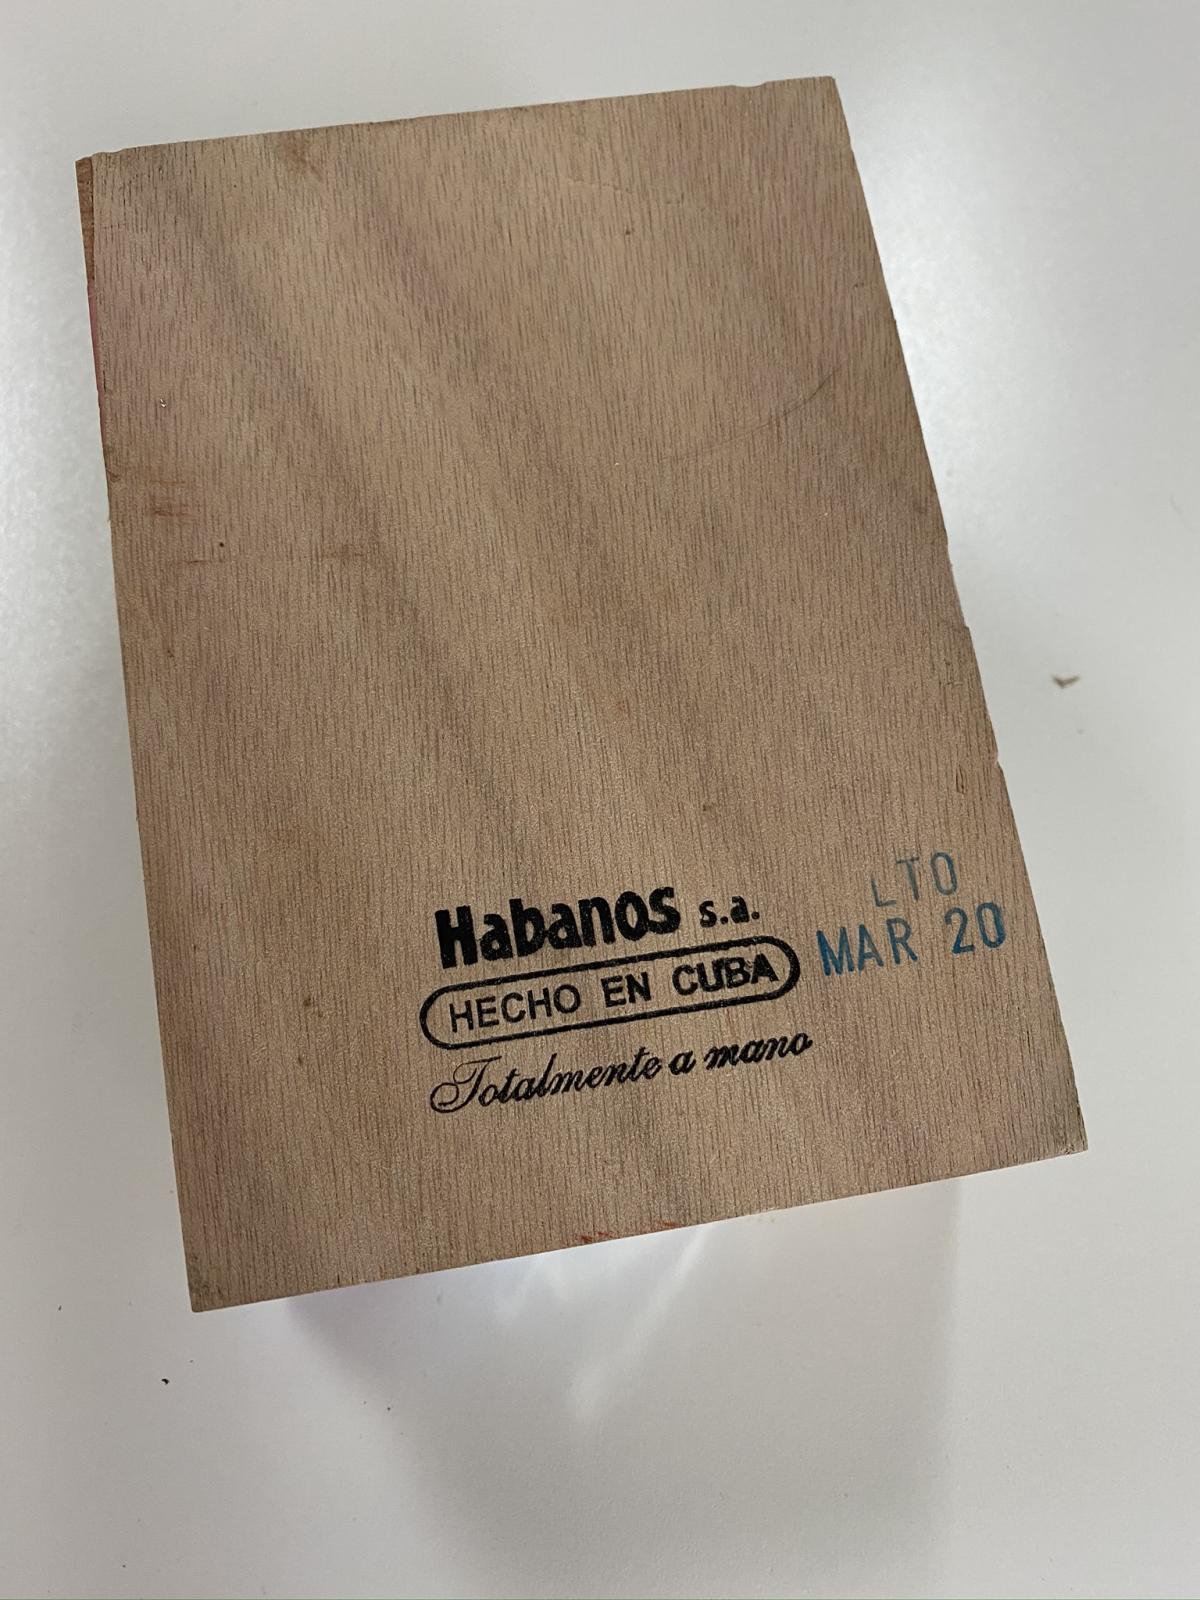 Habanos s.a.
HECHO EN CUBA
Totalmente a mano
LTO
MAR 20